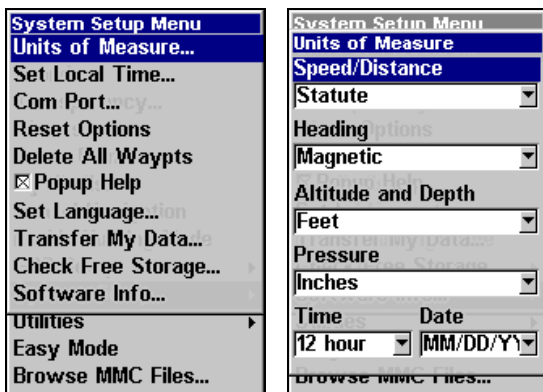 System Setup Menu
Units of Measure...
Set Local Time...
Com Port...
Reset Options
Delete All Waypts
Popup Help
Set Language...
Transfer My Data...
Check Free Storage...
Software Info...
Utilities
Easy Mode
Browse MMC Files...
System Setup Menu
Units of Measure
Speed/Distance
Statute
Heading
Magnetic
Altitude and Depth
Feet
Pressure
Inches
Time Date
12 hour MM/DD/YY
Browse MMC Files...